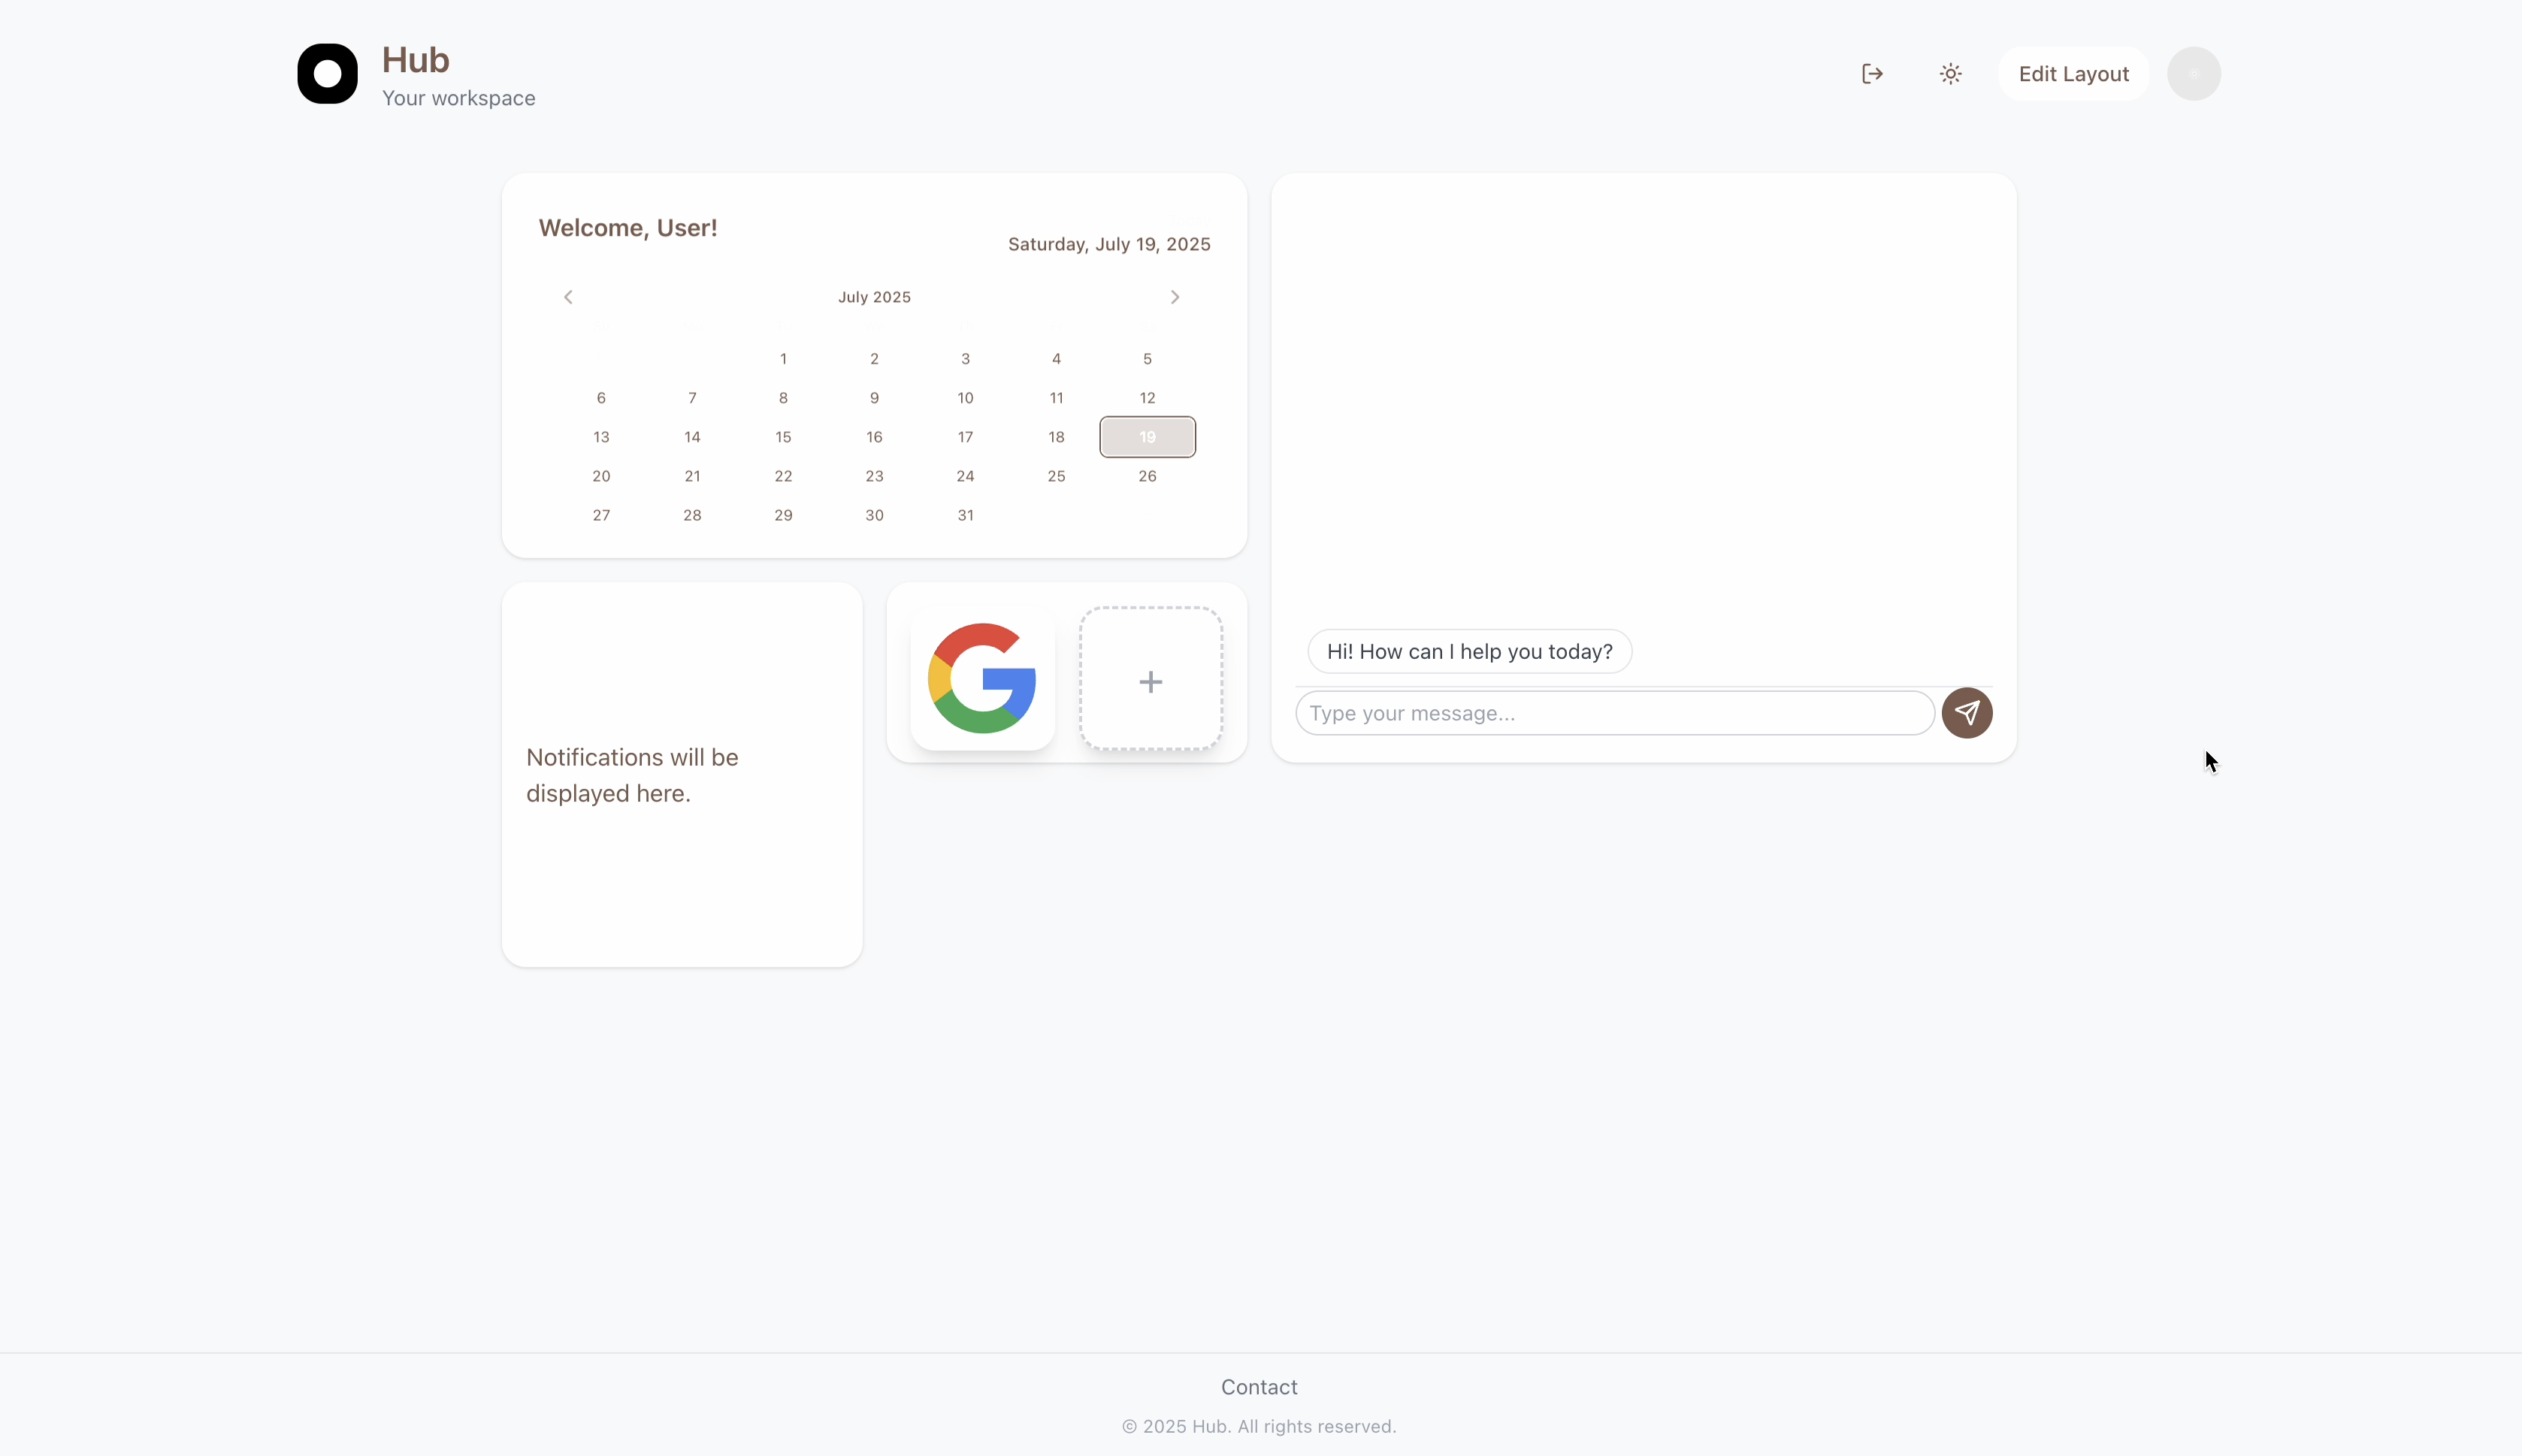 Hub
Your workspace
Edit Layout
Welcome, User!
Saturday, July 19, 2025
July 2025
1 2 3 4 5
6 7 8 9 10 11 12
13 14 15 16 17 18 19
20 21 22 23 24 25 26
27 28 29 30 31
Notifications will be
displayed here.
+
Hi! How can I help you today?
Type your message...
Contact
© 2025 Hub. All rights reserved.